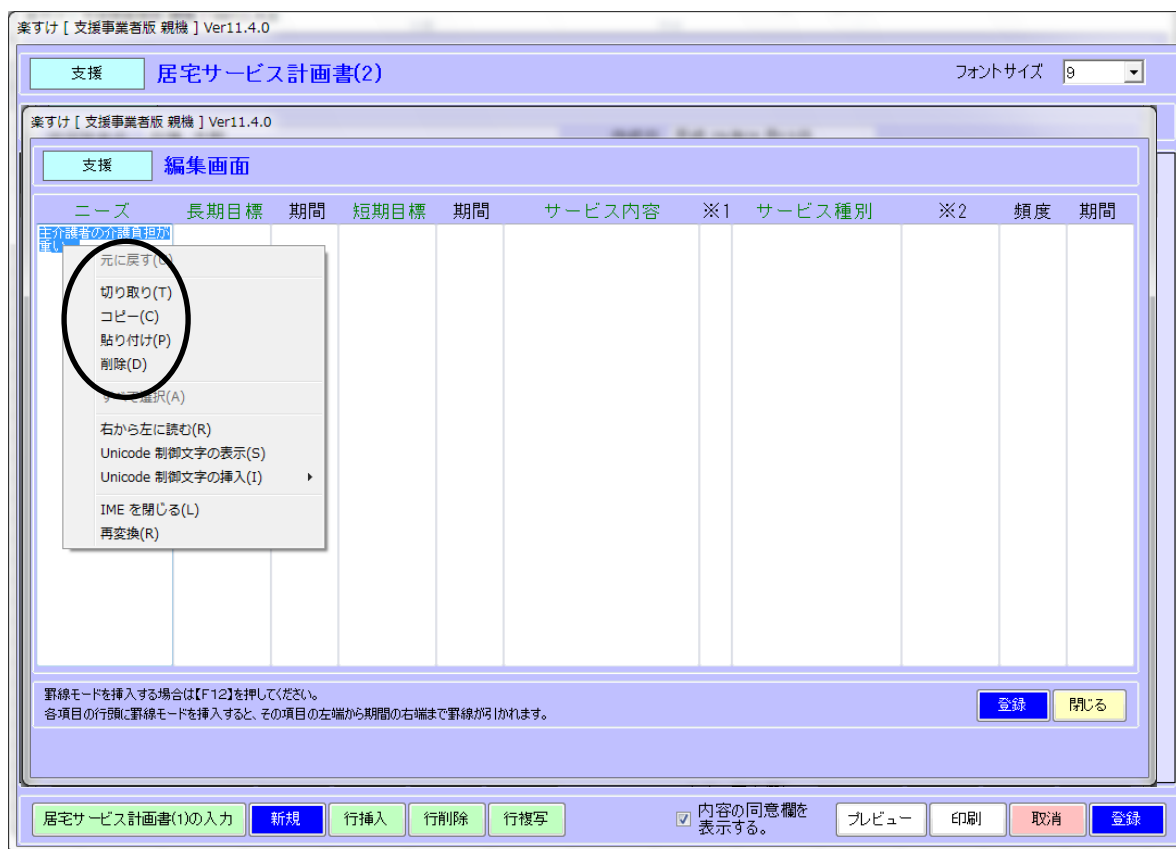 楽すけ [ 支援事業者版 親機 ] Ver11.4.0
支援 居宅サービス計画書(2) フォントサイズ 9
楽すけ [ 支援事業者版 親機 ] Ver11.4.0
支援 編集画面
ニーズ 長期目標 期間 短期目標 期間 サービス内容 ※1 サービス種別 ※2 頻度 期間
主介護者の介護負担が
重い
元に戻す(U)
切り取り(T)
コピー(C)
貼り付け(P)
削除(D)
すべて選択(A)
右から左に読む(R)
Unicode 制御文字の表示(S)
Unicode 制御文字の挿入(I)
IME を閉じる(L)
再変換(R)
罫線モードを挿入する場合は【F12】を押してください。
各項目の行頭に罫線モードを挿入すると、その項目の左端から期間の右端まで罫線が引かれます。
登録 閉じる
居宅サービス計画書(1)の入力 新規 行挿入 行削除 行複写 内容の同意欄を
表示する。 プレビュー 印刷 取消 登録